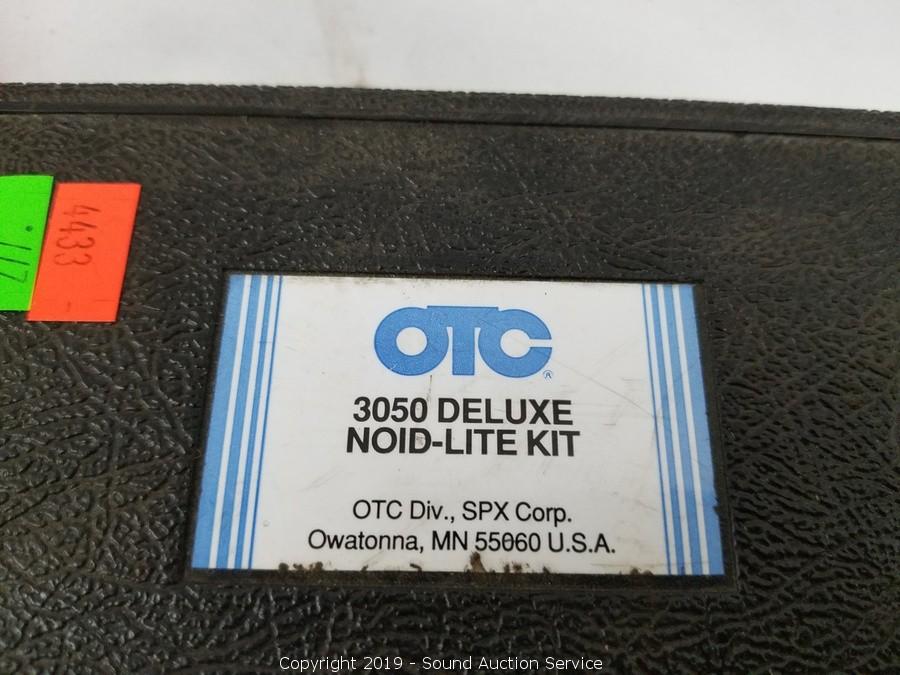 4433
117
OTC®
3050 DELUXE
NOID-LITE KIT
OTC Div., SPX Corp.
Owatonna, MN 55060 U.S.A.
Copyright 2019 - Sound Auction Service